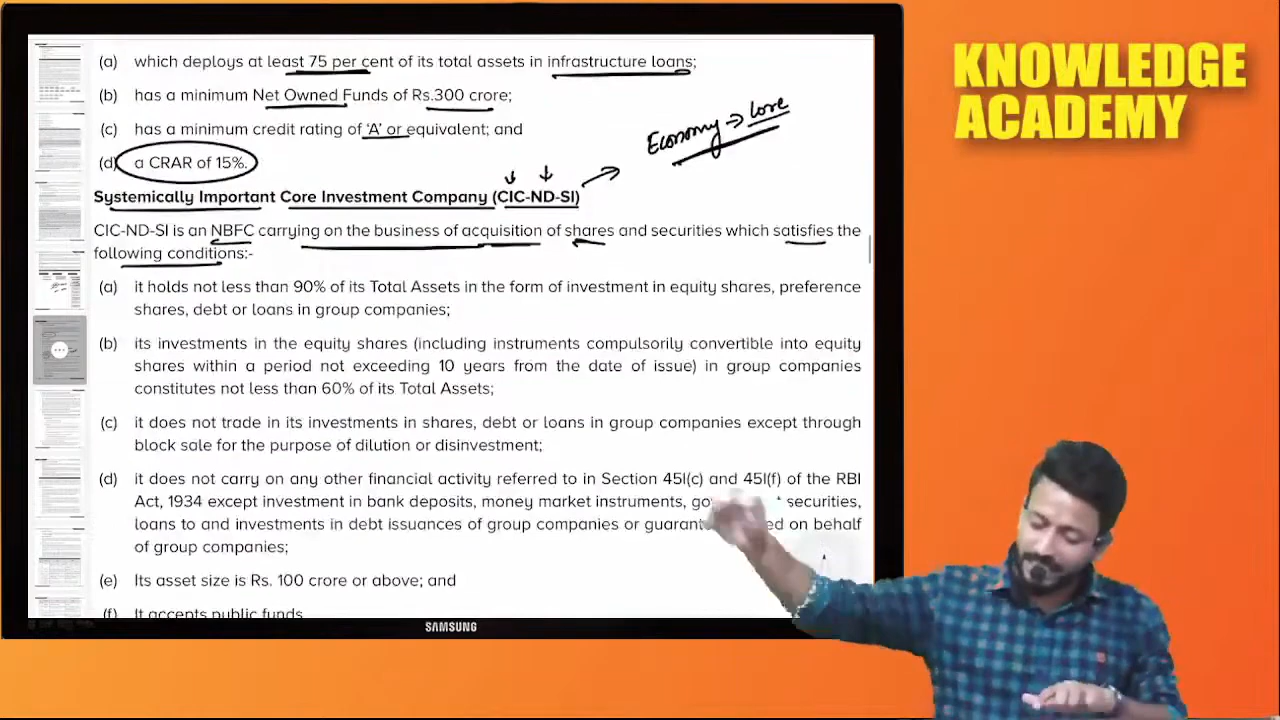 KNOWLEDGE
ACADEMY
(a) which deploys at least 75 per cent of its total assets in infrastructure loans;
(b) has a minimum Net Owned Funds of Rs.300 crore
(c) has a minimum credit rating of 'A' or equivalent and
(d) CRAR of 15%
Economy → Core
Systemically Important Core Investment Company (CIC-ND-SI)
CIC-ND-SI is an NBFC carrying on the business of acquisition of shares and securities which satisfies the
following conditions
(a) it holds not less than 90% of its Total Assets in the form of investment in equity shares, preference
shares, debt or loans in group companies;
(b) its investments in the equity shares (including instruments compulsorily convertible into equity
shares within a period not exceeding 10 years from the date of issue) in group companies
constitutes not less than 60% of its Total Assets;
(c) it does not trade in its investments in shares, debt or loans in group companies except through
block sale for the purpose of dilution or disinvestment;
(d) it does not carry on any other financial activity referred to in Section 45I(c) and 45I(f) of the RBI
Act, 1934 except investment in bank deposits, money market instruments, securities,
loans to and investments in debt issuances of group companies or on behalf
of group companies;
(e) Its asset size is Rs. 100 crore or above; and
(f) public funds
SAMSUNG